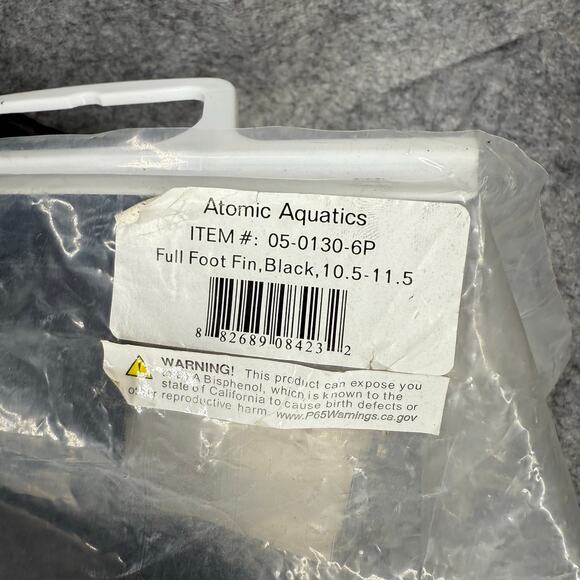 Atomic Aquatics
ITEM #: 05-0130-6P
Full Foot Fin,Black,10.5-11.5
8 82689 08423 2
WARNING! This product can expose you
A Bisphenol, which is known to the
state of California to cause birth defects or
other reproductive harm www.P65Warnings.ca.gov